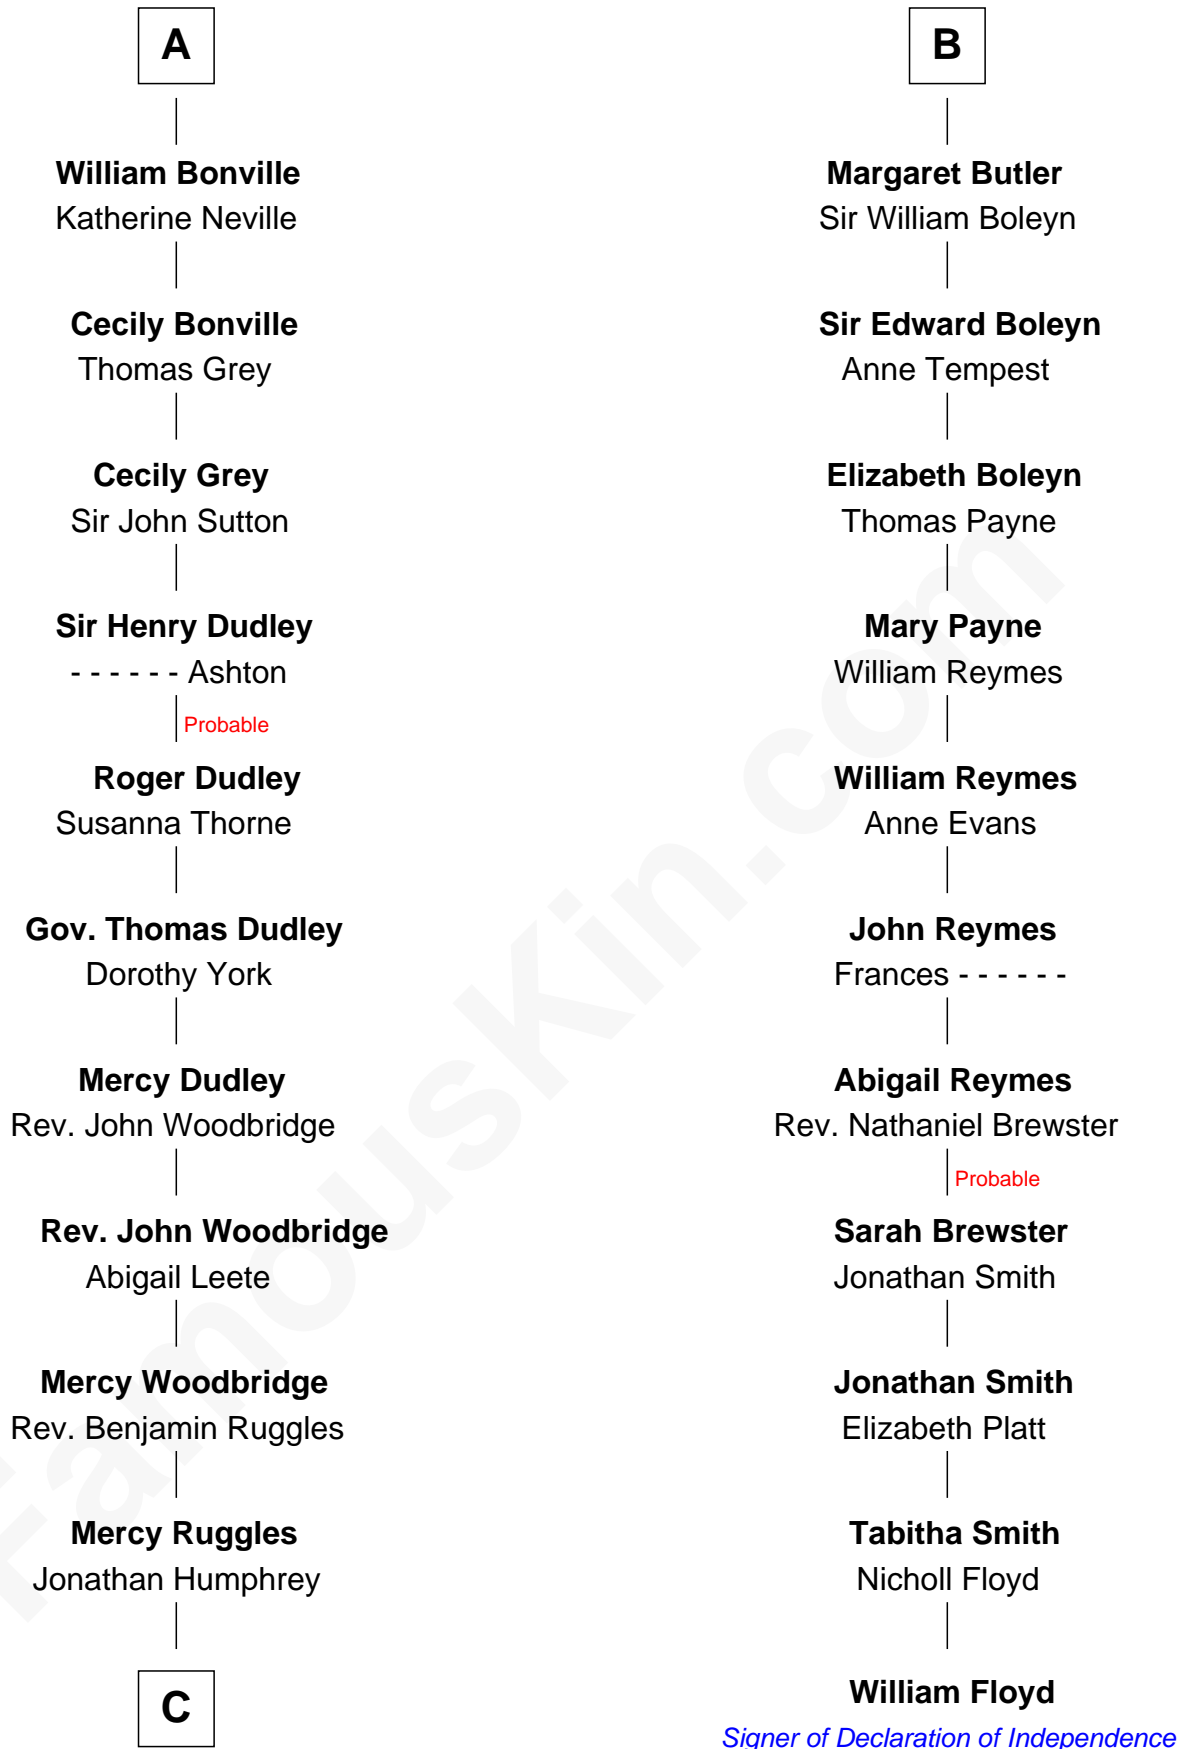 A
William Bonville
Katherine Neville
Cecily Bonville
Thomas Grey
Cecily Grey
Sir John Sutton
Sir Henry Dudley
- - - - - - Ashton
Probable
Roger Dudley
Susanna Thorne
Gov. Thomas Dudley
Dorothy York
Mercy Dudley
Rev. John Woodbridge
Rev. John Woodbridge
Abigail Leete
Mercy Woodbridge
Rev. Benjamin Ruggles
Mercy Ruggles
Jonathan Humphrey
C
B
Margaret Butler
Sir William Boleyn
Sir Edward Boleyn
Anne Tempest
Elizabeth Boleyn
Thomas Payne
Mary Payne
William Reymes
William Reymes
Anne Evans
John Reymes
Frances - - - - - -
Abigail Reymes
Rev. Nathaniel Brewster
Probable
Sarah Brewster
Jonathan Smith
Jonathan Smith
Elizabeth Platt
Tabitha Smith
Nicholl Floyd
William Floyd
Signer of Declaration of Independence
FamousKin.com